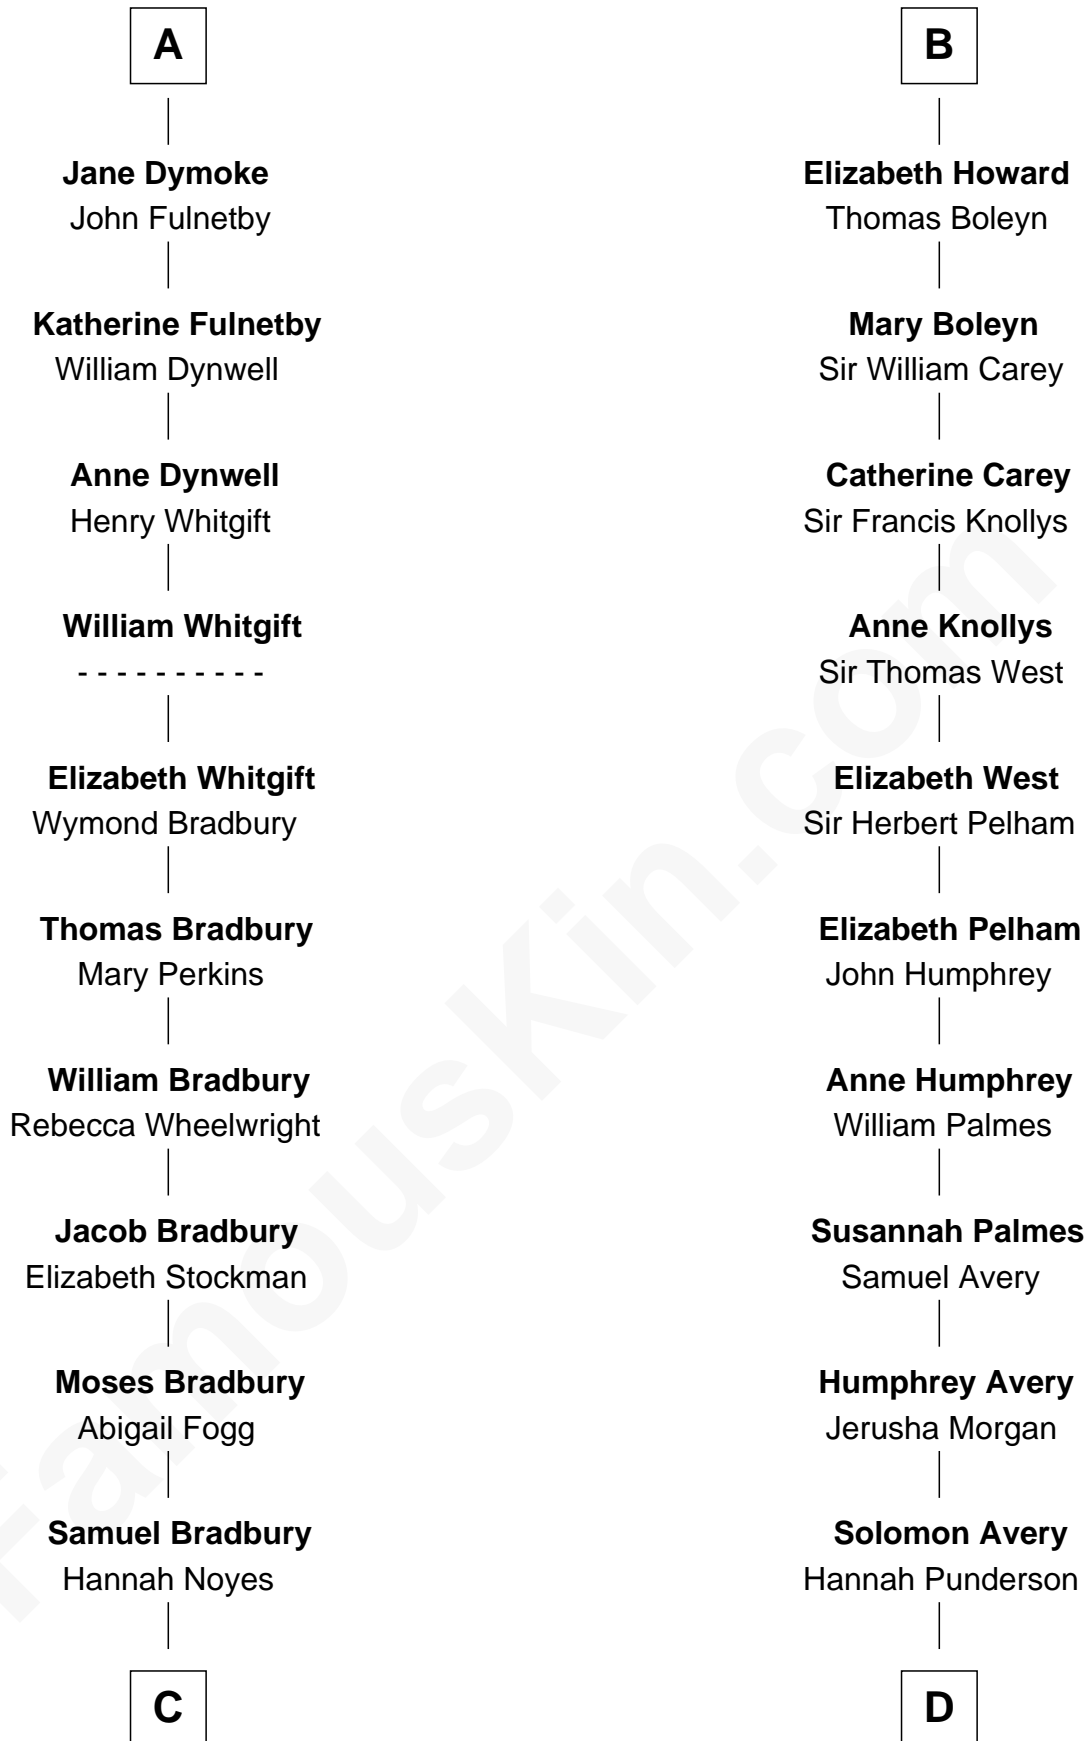 A
Jane Dymoke
John Fulnetby
Katherine Fulnetby
William Dynwell
Anne Dynwell
Henry Whitgift
William Whitgift
- - - - - - - - - -
Elizabeth Whitgift
Wymond Bradbury
Thomas Bradbury
Mary Perkins
William Bradbury
Rebecca Wheelwright
Jacob Bradbury
Elizabeth Stockman
Moses Bradbury
Abigail Fogg
Samuel Bradbury
Hannah Noyes
C
B
Elizabeth Howard
Thomas Boleyn
Mary Boleyn
Sir William Carey
Catherine Carey
Sir Francis Knollys
Anne Knollys
Sir Thomas West
Elizabeth West
Sir Herbert Pelham
Elizabeth Pelham
John Humphrey
Anne Humphrey
William Palmes
Susannah Palmes
Samuel Avery
Humphrey Avery
Jerusha Morgan
Solomon Avery
Hannah Punderson
D
FamousKin.com